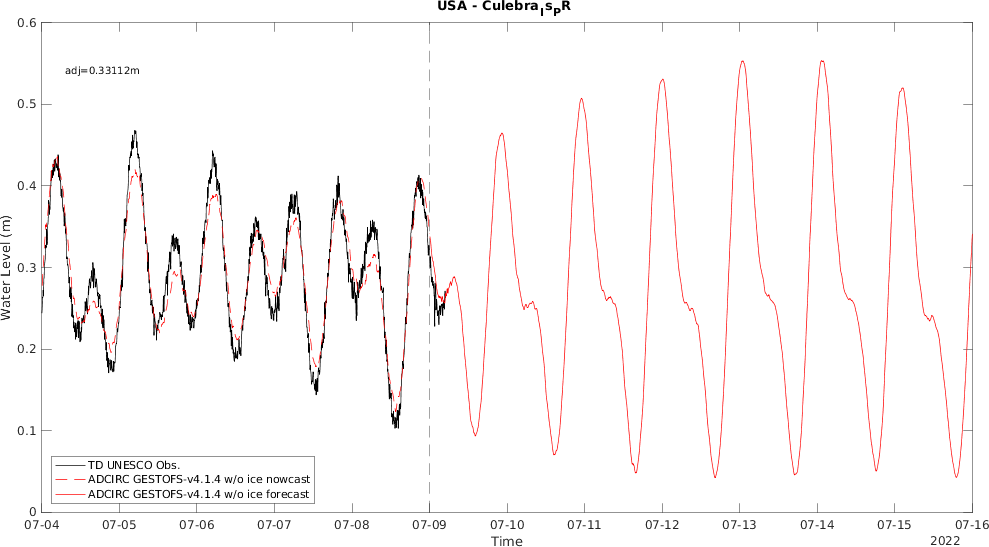 USA - CulebraIsPR
adj=0.33112m
Water Level (m)
0.6
0.5
0.4
0.3
0.2
0.1
0
TD UNESCO Obs.
ADCIRC GESTOFS-v4.1.4 w/o ice nowcast
ADCIRC GESTOFS-v4.1.4 w/o ice forecast
07-04 07-05 07-06 07-07 07-08 07-09 07-10 07-11 07-12 07-13 07-14 07-15 07-16
Time
2022